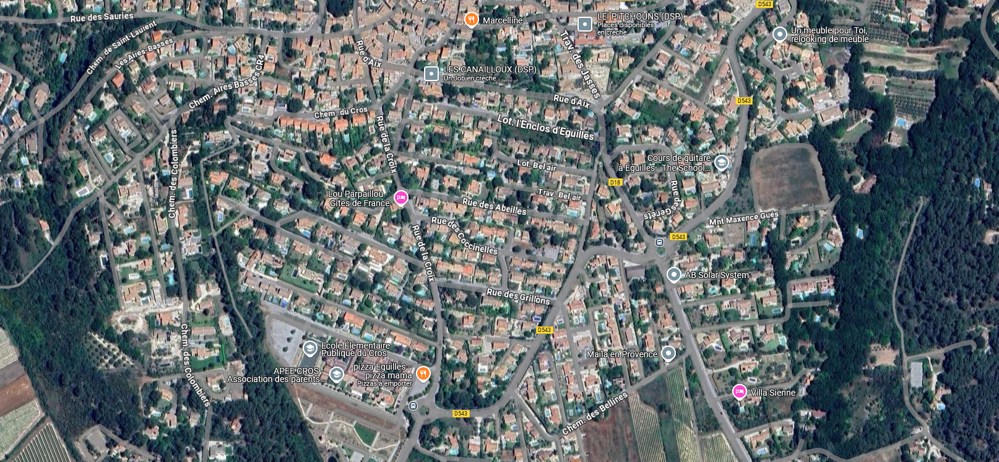 D543
Rue des Sauries
Marcelline
LEI PITCHOUNS (DSP)
Places disponibles
en crèche
Un meuble pour Toi,
relooking de meuble
Chem. de Saint-Laurent
Les Aires-Basses
Chem. Aires Basses CR4
Rue d'Aix
Trav. des Jasses
LES CANAILLOUX (DSP)
Un Job en crèche
Rue d'Aix
D543
Chem. du Cros
Lot. l'Enclos d'Eguilles
Rue de la Croix
Chem. des Colombiers
Lot. Bel air
Cours de guitare
à Éguilles - The School...
D18
Rue des Genêts
Trav. Bel air
Lou Parpaillou -
Gîtes de France
Rue des Abeilles
Mnt Maxence Gués
Rue des Coccinelles
D543
Rue de la Croix
AB Solar System
Rue des Grillons
D543
Ecole Élémentaire
Publique du Cros
Maïla en Provence
APEE CROS -
Association des parents...
pizza Eguilles -
pizza mama
Pizzas à emporter
Chem. des Colombiers
Villa Sienne
D543
Chem. des Bellines